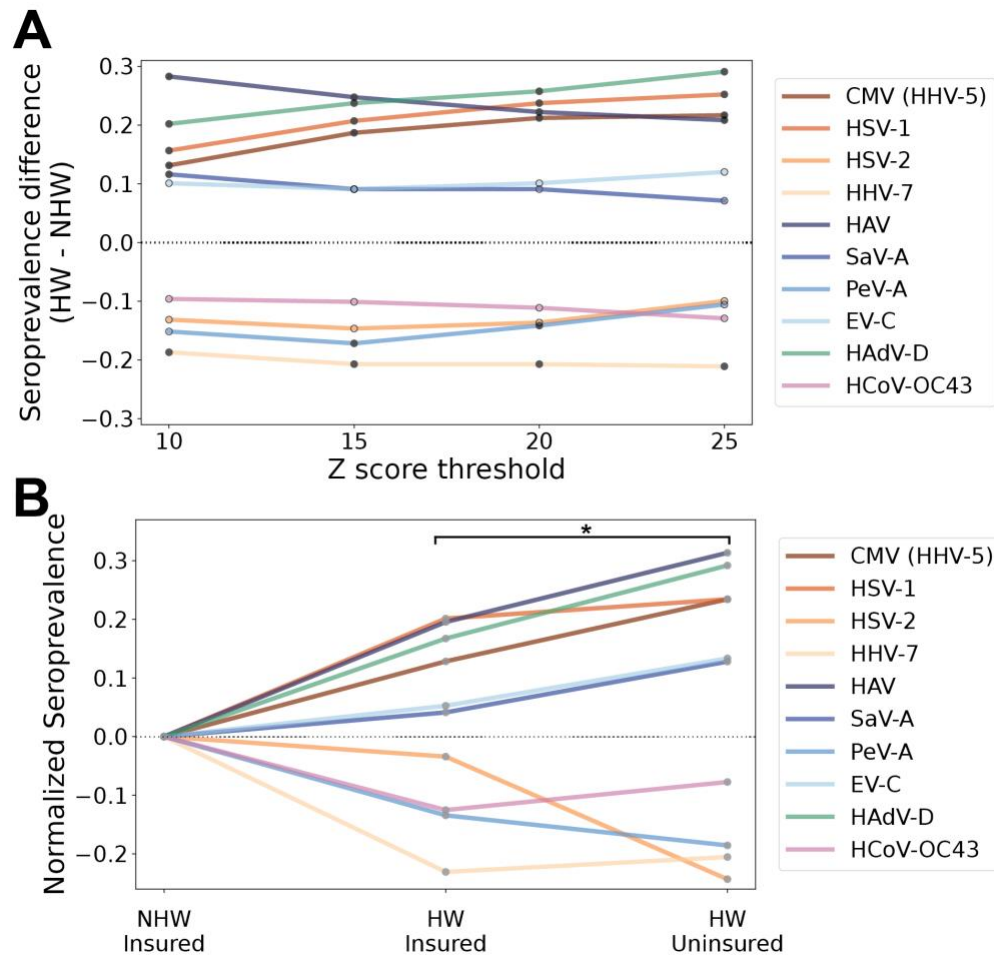 A
Seroprevalence difference
(HW - NHW)
0.3
0.2
0.1
0.0
−0.1
−0.2
−0.3
10
15
20
25
Z score threshold
CMV (HHV-5)
HSV-1
HSV-2
HHV-7
HAV
SaV-A
PeV-A
EV-C
HAdV-D
HCoV-OC43
B
Normalized Seroprevalence
0.3
0.2
0.1
0.0
−0.1
−0.2
*
NHW
Insured
HW
Insured
HW
Uninsured
CMV (HHV-5)
HSV-1
HSV-2
HHV-7
HAV
SaV-A
PeV-A
EV-C
HAdV-D
HCoV-OC43